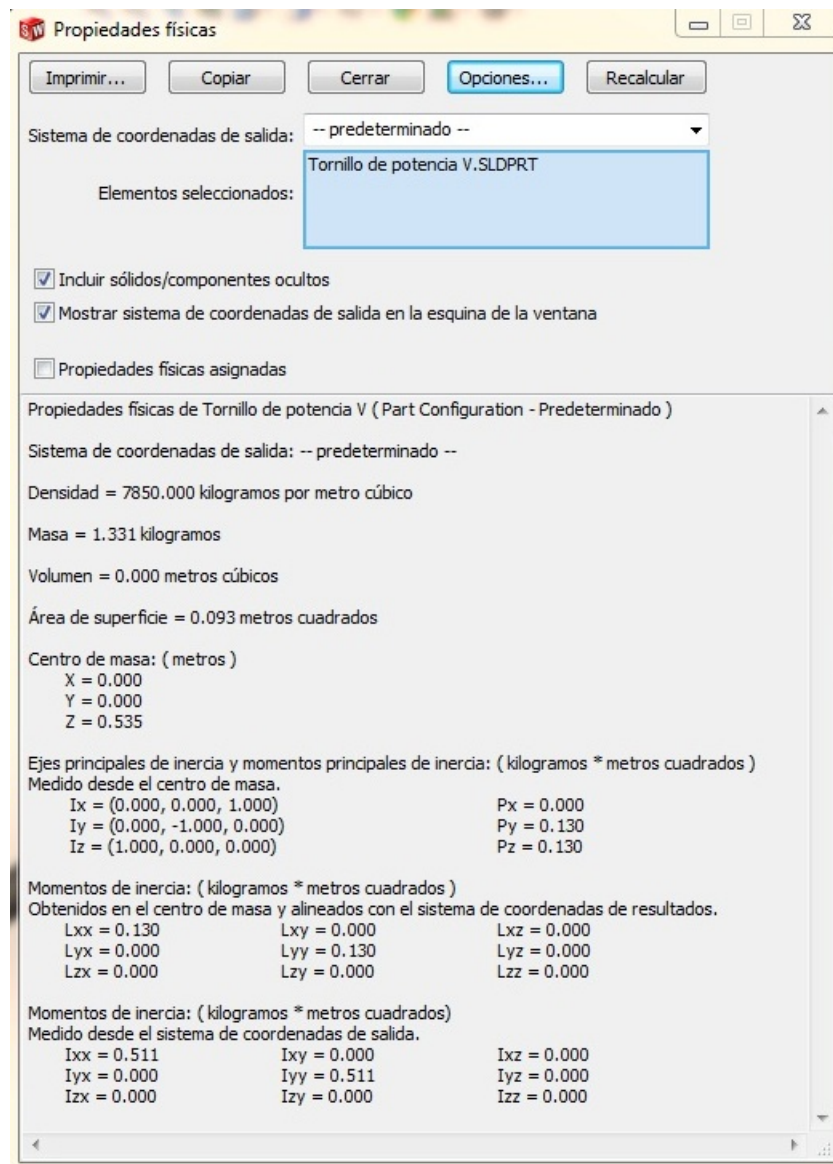 SW Propiedades físicas
Imprimir... Copiar Cerrar Opciones... Recalcular
Sistema de coordenadas de salida: -- predeterminado --
Tornillo de potencia V.SLDPRT
Elementos seleccionados:
Incluir sólidos/componentes ocultos
Mostrar sistema de coordenadas de salida en la esquina de la ventana
Propiedades físicas asignadas
Propiedades físicas de Tornillo de potencia V ( Part Configuration - Predeterminado )
Sistema de coordenadas de salida: -- predeterminado --
Densidad = 7850.000 kilogramos por metro cúbico
Masa = 1.331 kilogramos
Volumen = 0.000 metros cúbicos
Área de superficie = 0.093 metros cuadrados
Centro de masa: ( metros )
X = 0.000
Y = 0.000
Z = 0.535
Ejes principales de inercia y momentos principales de inercia: ( kilogramos * metros cuadrados )
Medido desde el centro de masa.
Ix = (0.000, 0.000, 1.000) Px = 0.000
Iy = (0.000, -1.000, 0.000) Py = 0.130
Iz = (1.000, 0.000, 0.000) Pz = 0.130
Momentos de inercia: ( kilogramos * metros cuadrados )
Obtenidos en el centro de masa y alineados con el sistema de coordenadas de resultados.
Lxx = 0.130 Lxy = 0.000 Lxz = 0.000
Lyx = 0.000 Lyy = 0.130 Lyz = 0.000
Lzx = 0.000 Lzy = 0.000 Lzz = 0.000
Momentos de inercia: ( kilogramos * metros cuadrados)
Medido desde el sistema de coordenadas de salida.
Ixx = 0.511 Ixy = 0.000 Ixz = 0.000
Iyx = 0.000 Iyy = 0.511 Iyz = 0.000
Izx = 0.000 Izy = 0.000 Izz = 0.000